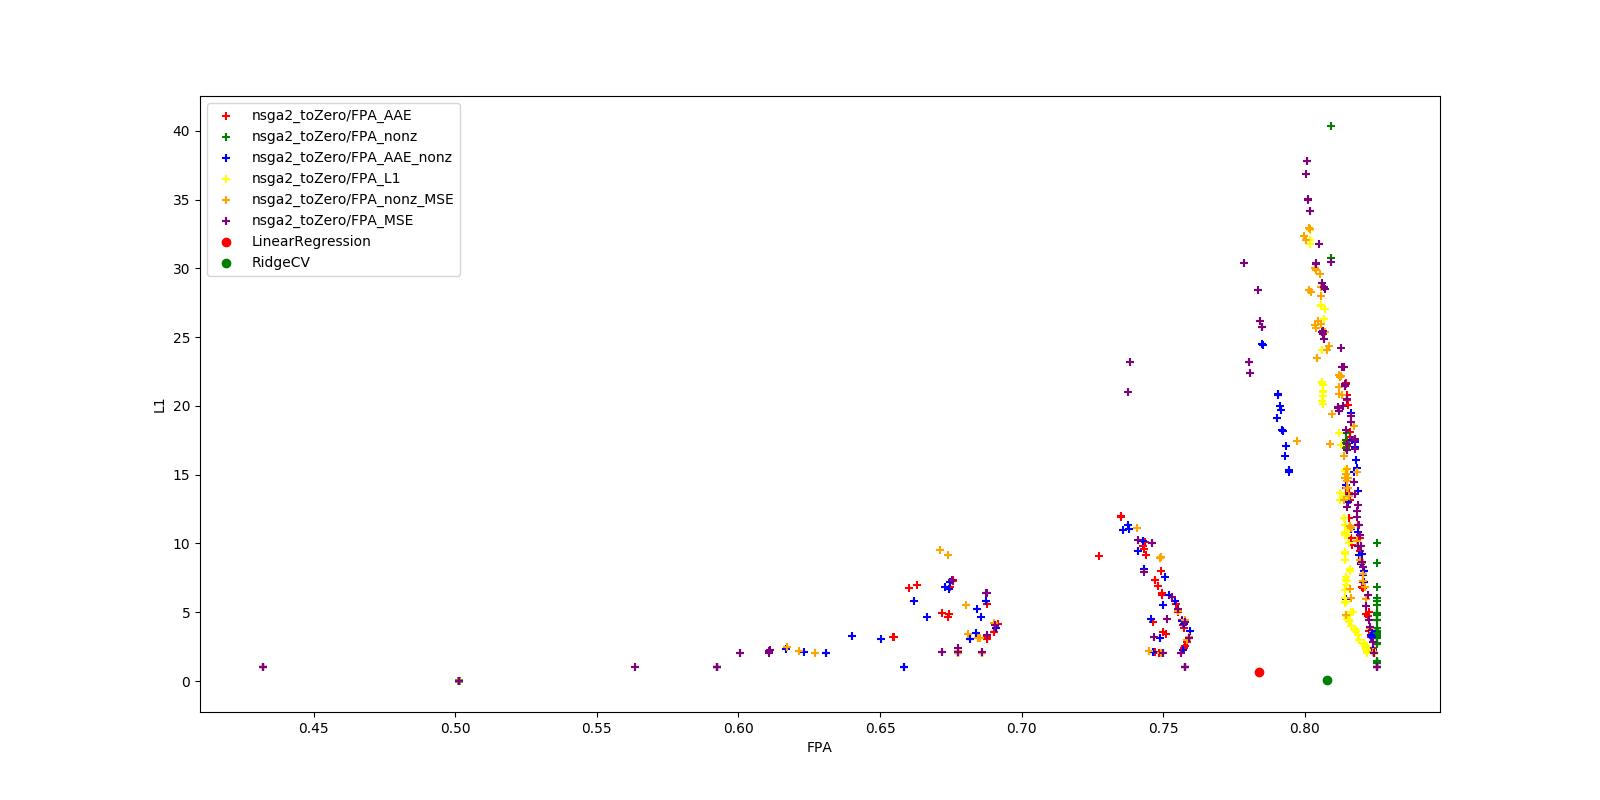 nsga2_toZero/FPA_AAE
nsga2_toZero/FPA_nonz
nsga2_toZero/FPA_AAE_nonz
nsga2_toZero/FPA_L1
nsga2_toZero/FPA_nonz_MSE
nsga2_toZero/FPA_MSE
LinearRegression
RidgeCV
40
35
30
25
20
15
10
5
0
L1
0.45 0.50 0.55 0.60 0.65 0.70 0.75 0.80
FPA